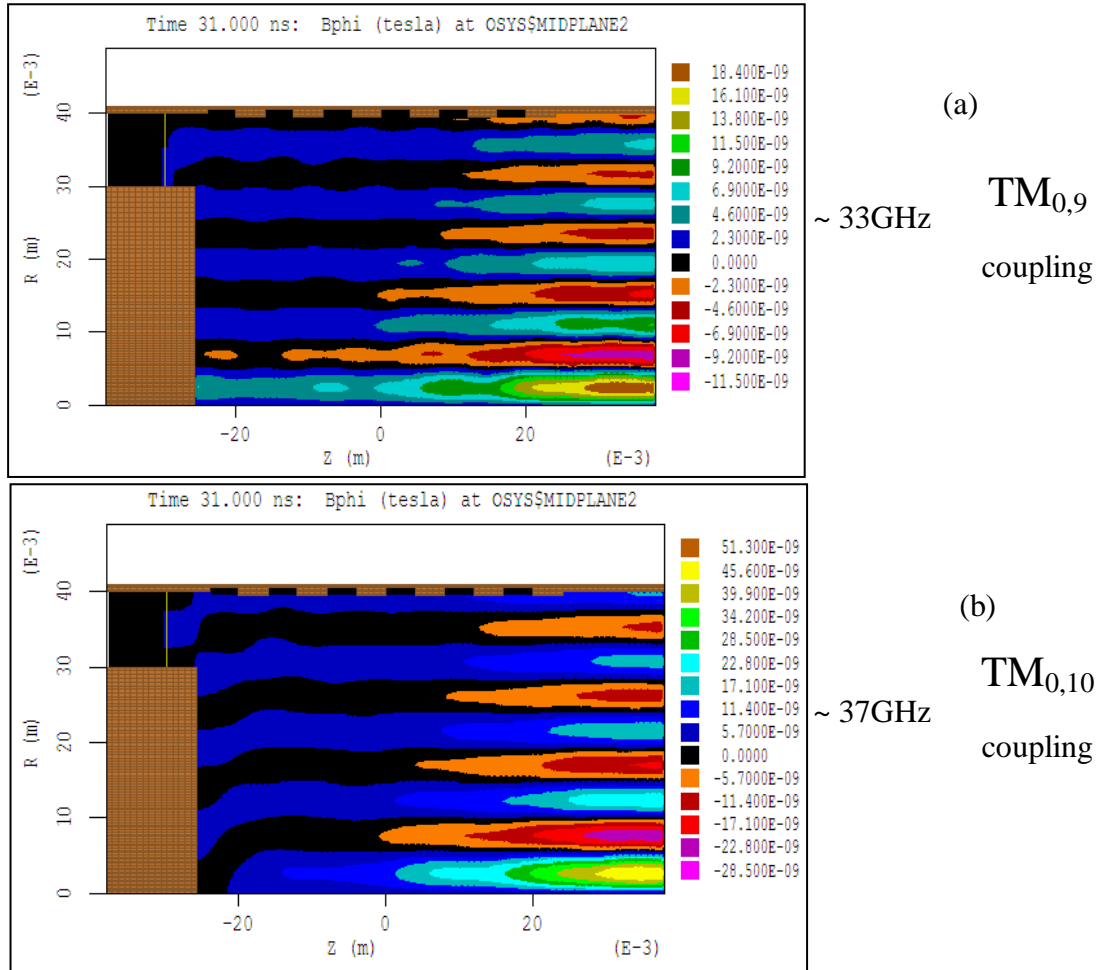 Time 31.000 ns: Bphi (tesla) at OSYS$MIDPLANE2
(E-3)
R (m)
40
30
20
10
0
-20
0
20
Z (m)
(E-3)
18.400E-09
16.100E-09
13.800E-09
11.500E-09
9.2000E-09
6.9000E-09
4.6000E-09
2.3000E-09
0.0000
-2.3000E-09
-4.6000E-09
-6.9000E-09
-9.2000E-09
-11.500E-09
~ 33GHz
(a)
TM0,9
coupling
Time 31.000 ns: Bphi (tesla) at OSYS$MIDPLANE2
(E-3)
R (m)
40
30
20
10
0
-20
0
20
Z (m)
(E-3)
51.300E-09
45.600E-09
39.900E-09
34.200E-09
28.500E-09
22.800E-09
17.100E-09
11.400E-09
5.700E-09
0.0000
-5.700E-09
-11.400E-09
-17.100E-09
-22.800E-09
-28.500E-09
~ 37GHz
(b)
TM0,10
coupling